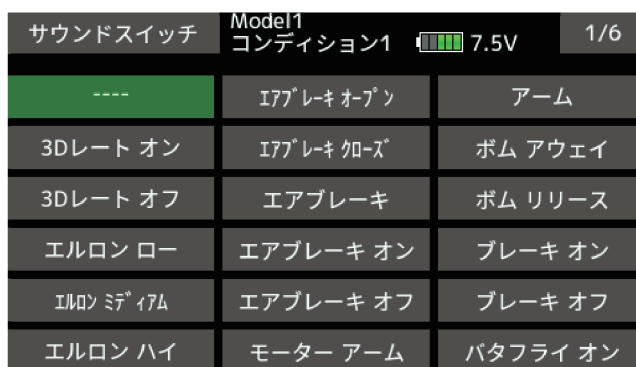 サウンドスイッチ
Model1
コンディション1 7.5V
1/6
---- ｴｱﾌﾞﾚｰｷ ｵｰﾌﾟﾝ アーム
3Dレート オン ｴｱﾌﾞﾚｰｷ ｸﾛｰｽﾞ ボム アウェイ
3Dレート オフ エアブレーキ ボム リリース
エルロン ロー エアブレーキ オン ブレーキ オン
ｴﾙﾛﾝ ﾐﾃﾞｨｱﾑ エアブレーキ オフ ブレーキ オフ
エルロン ハイ モーター アーム バタフライ オン